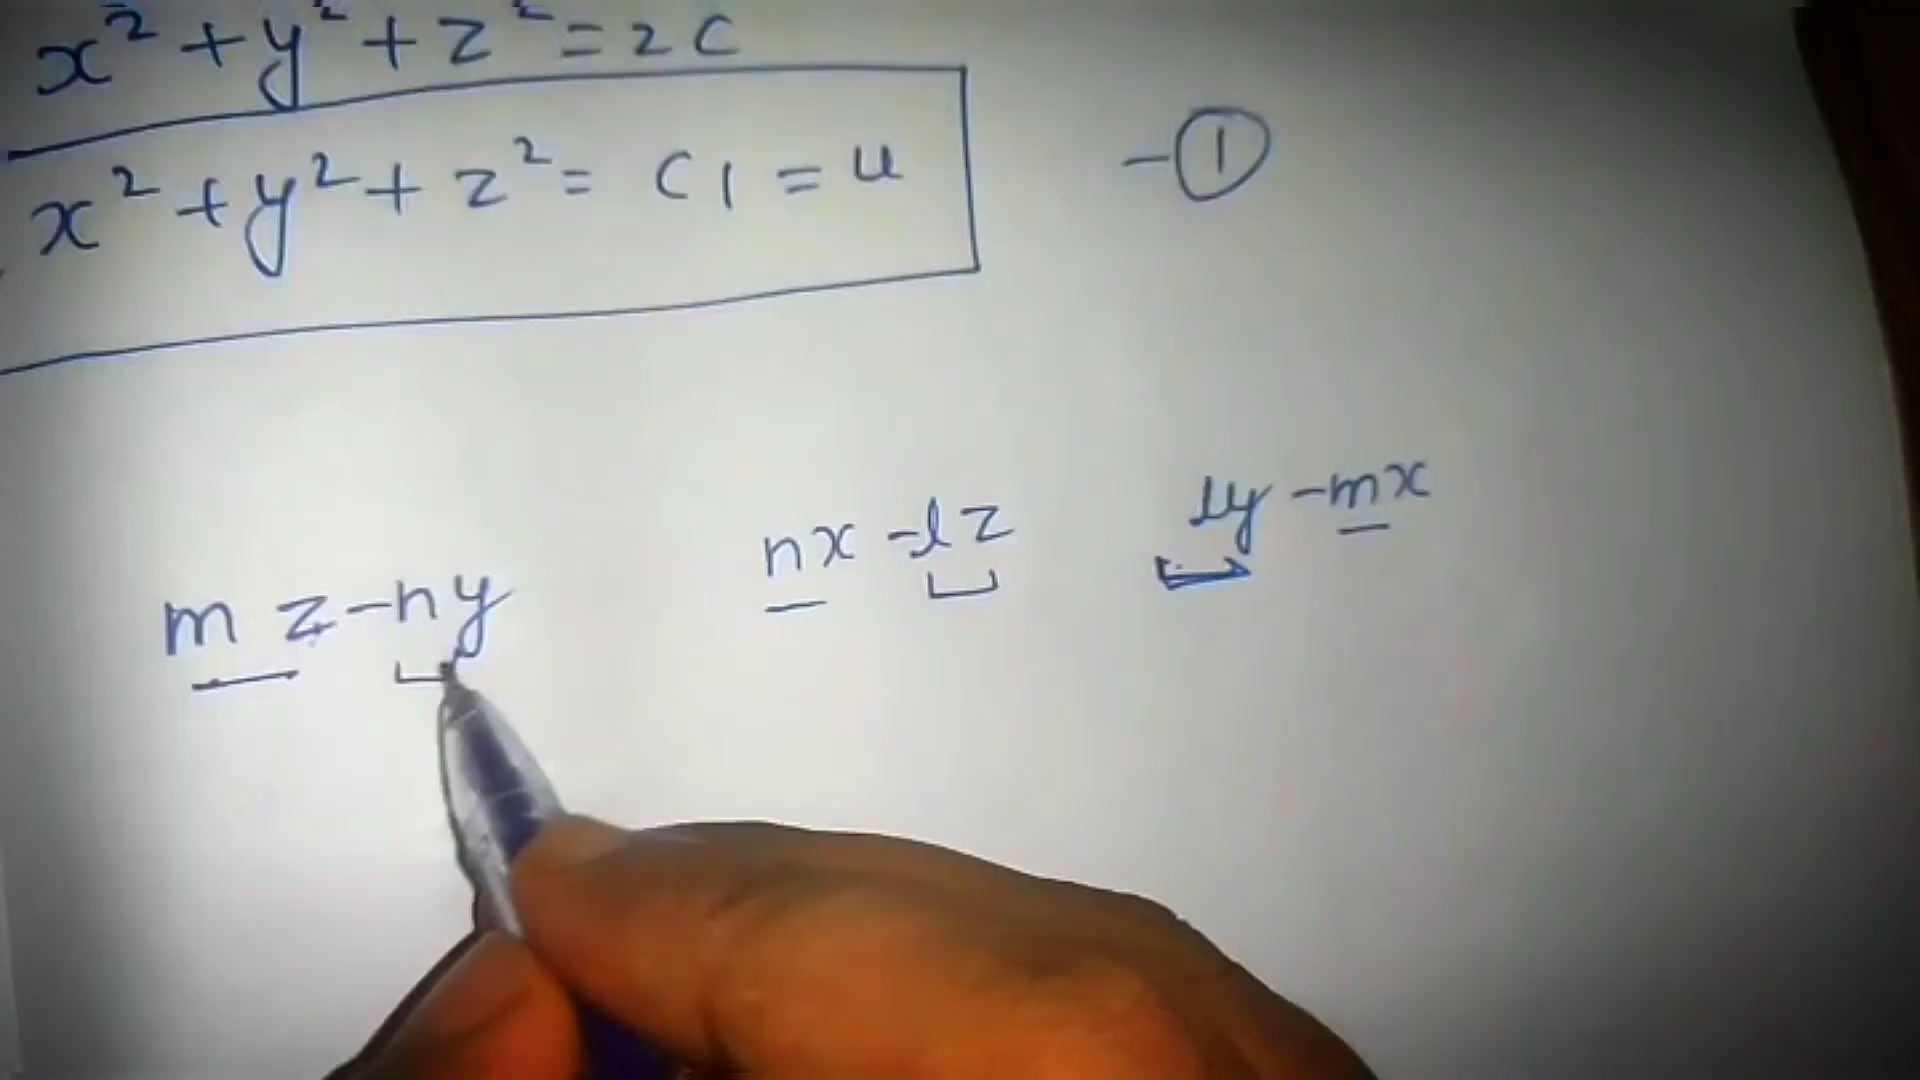 x² + y² + z² = 2c
x² + y² + z² = c1 = u -①
mz - ny nx - lz ly - mx